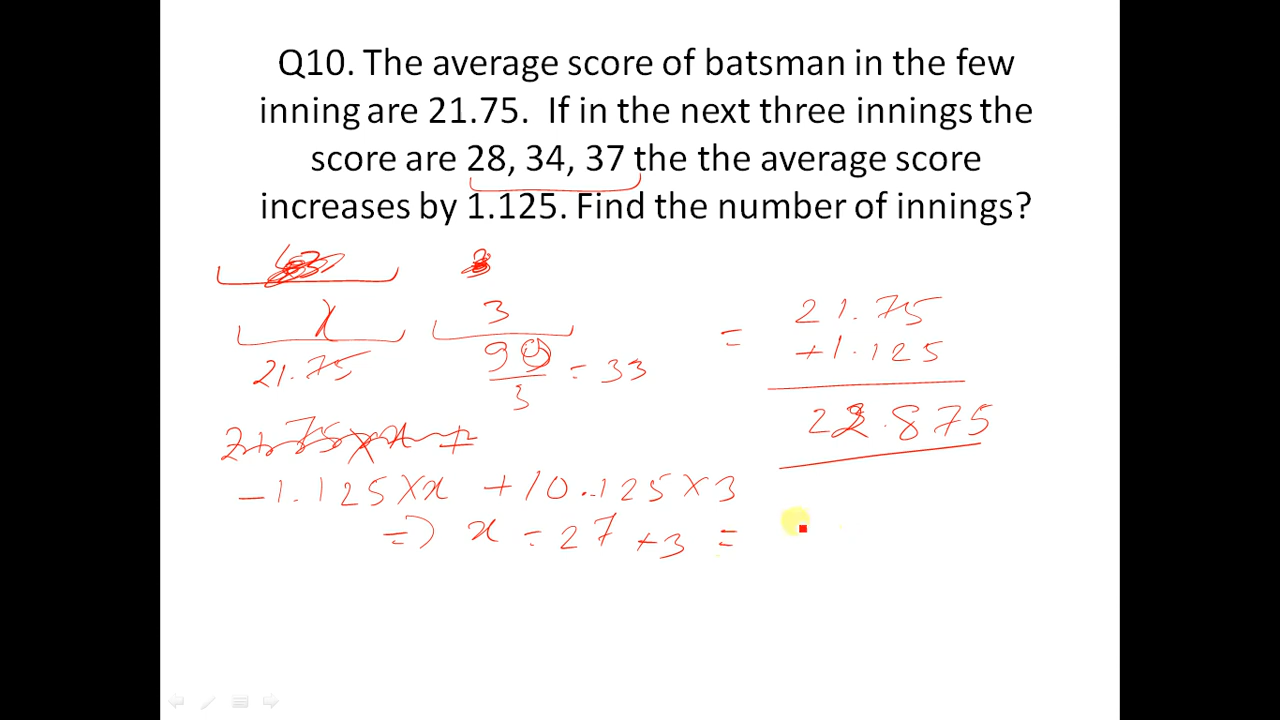 Q10. The average score of batsman in the few
inning are 21.75. If in the next three innings the
score are 28, 34, 37 the the average score
increases by 1.125. Find the number of innings?
x 3
21.75 99/3 = 33
= 21.75
+1.125
22.875
21.75×x +
-1.125×x +10.125×3
=> x = 27 +3 =